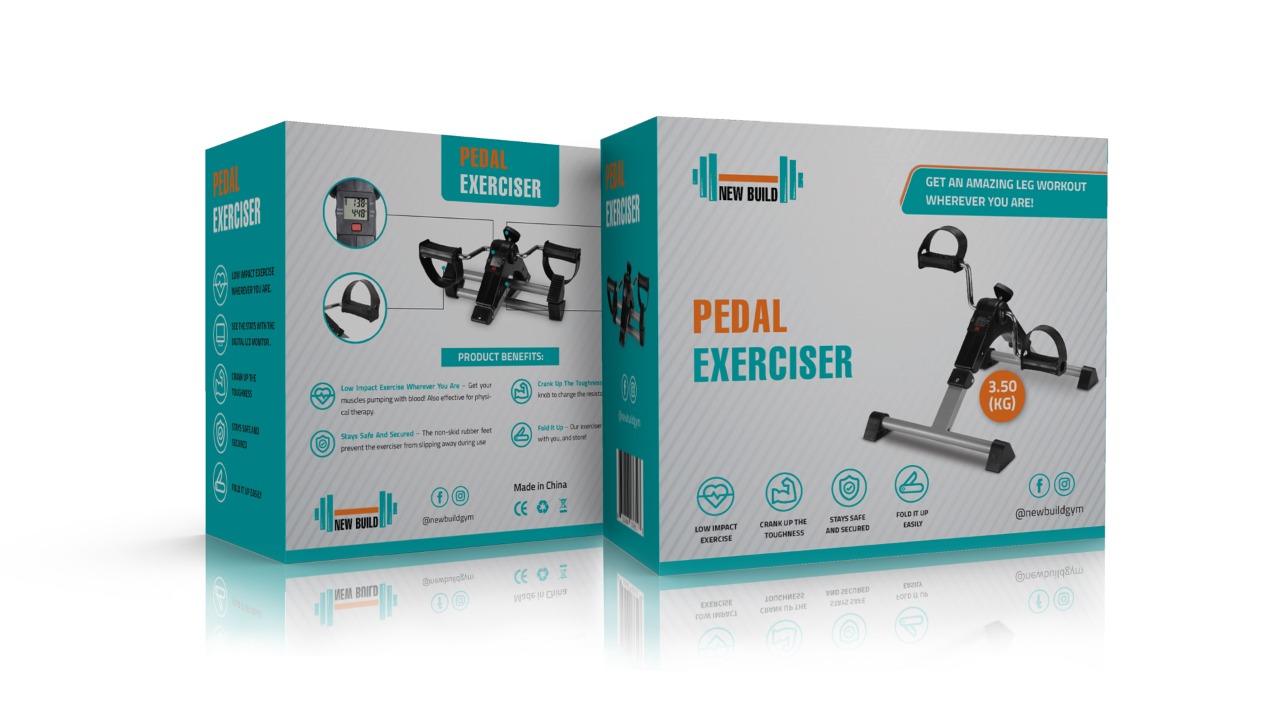 PEDAL
EXERCISER
LOW IMPACT EXERCISE
WHEREVER YOU ARE.
SEE THE STATS WITH THE
DIGITAL LCD MONITOR.
CRANK UP THE
TOUGHNESS
STAYS SAFE AND
SECURED
FOLD IT UP EASILY
PEDAL
EXERCISER
PRODUCT BENEFITS:
Low Impact Exercise Wherever You Are – Get your
muscles pumping with blood! Also effective for physi-
cal therapy.
Stays Safe And Secured – The non-skid rubber feet
prevent the exerciser from slipping away during use
Crank Up The Toughness
knob to change the
Fold It Up – Our exerciser
with you, and store!
NEW BUILD
@newbuildgym
Made in China
CE
PEDAL
EXERCISER
@newbuildgym
NEW BUILD
GET AN AMAZING LEG WORKOUT
WHEREVER YOU ARE!
PEDAL
EXERCISER
3.50
(KG)
LOW IMPACT
EXERCISE
CRANK UP THE
TOUGHNESS
STAYS SAFE
AND SECURED
FOLD IT UP
EASILY
@newbuildgym